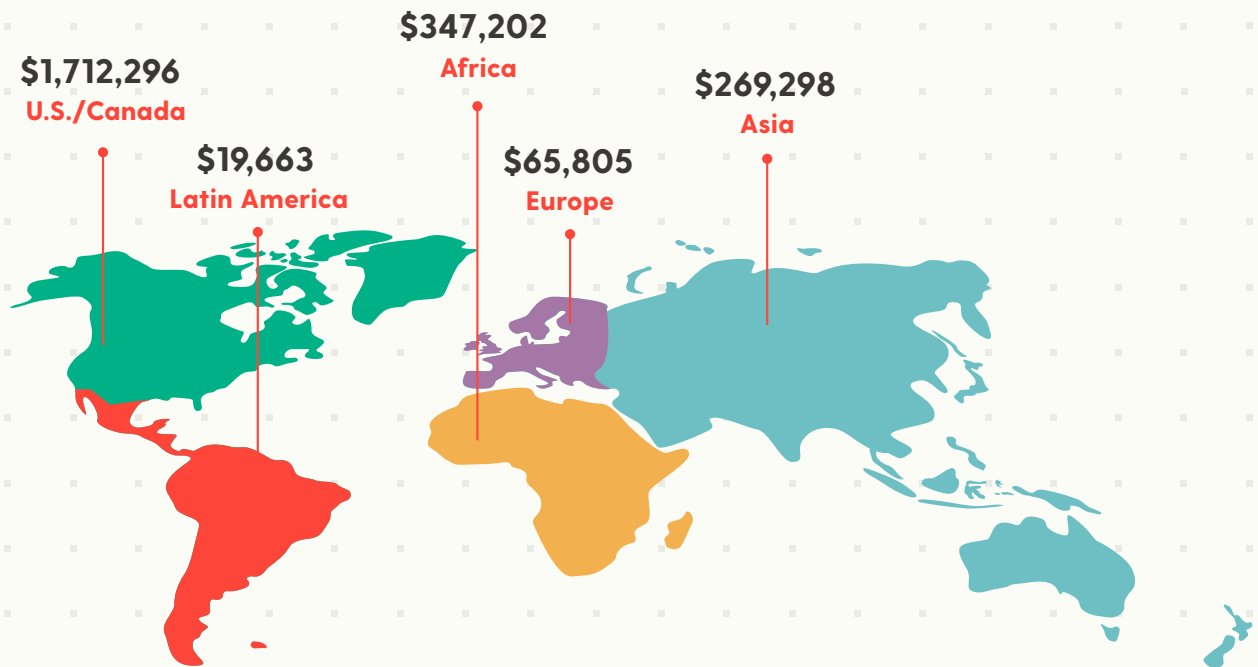 $1,712,296
U.S./Canada
$19,663
Latin America
$347,202
Africa
$65,805
Europe
$269,298
Asia